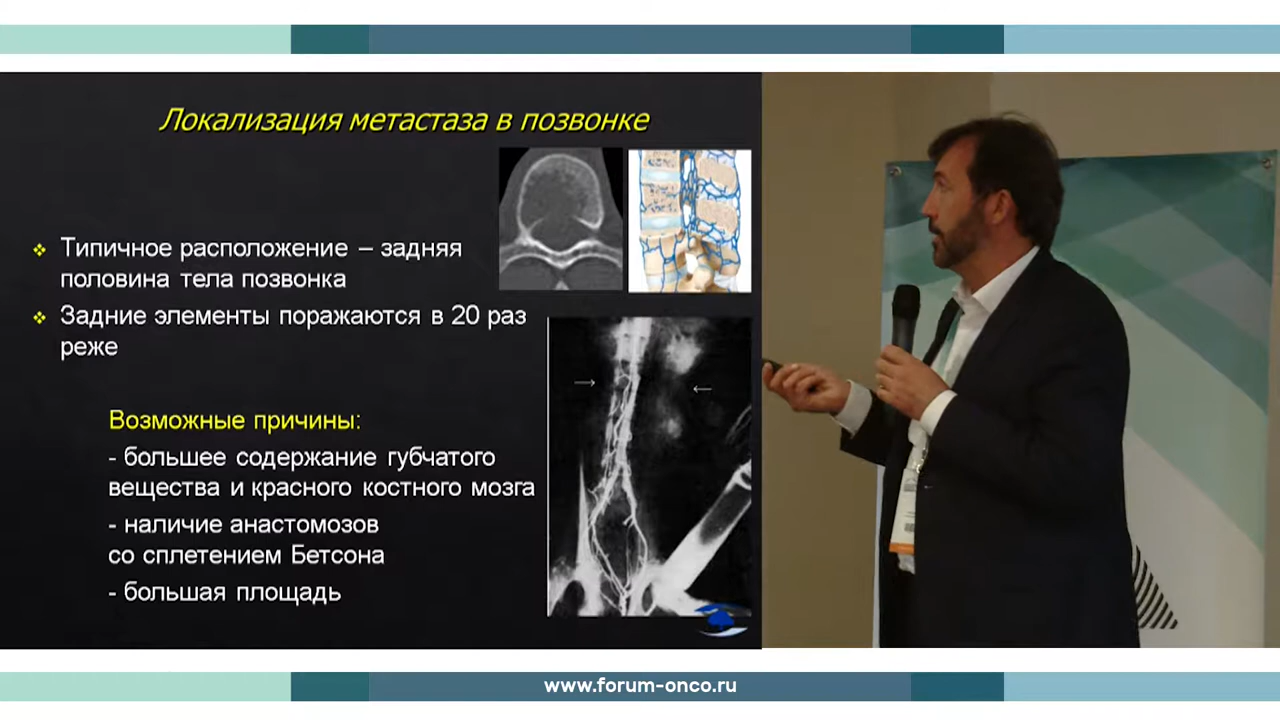 Локализация метастаза в позвонке
Типичное расположение – задняя
половина тела позвонка
Задние элементы поражаются в 20 раз
реже
Возможные причины:
- большее содержание губчатого
вещества и красного костного мозга
- наличие анастомозов
со сплетением Бетсона
- большая площадь
www.forum-onco.ru